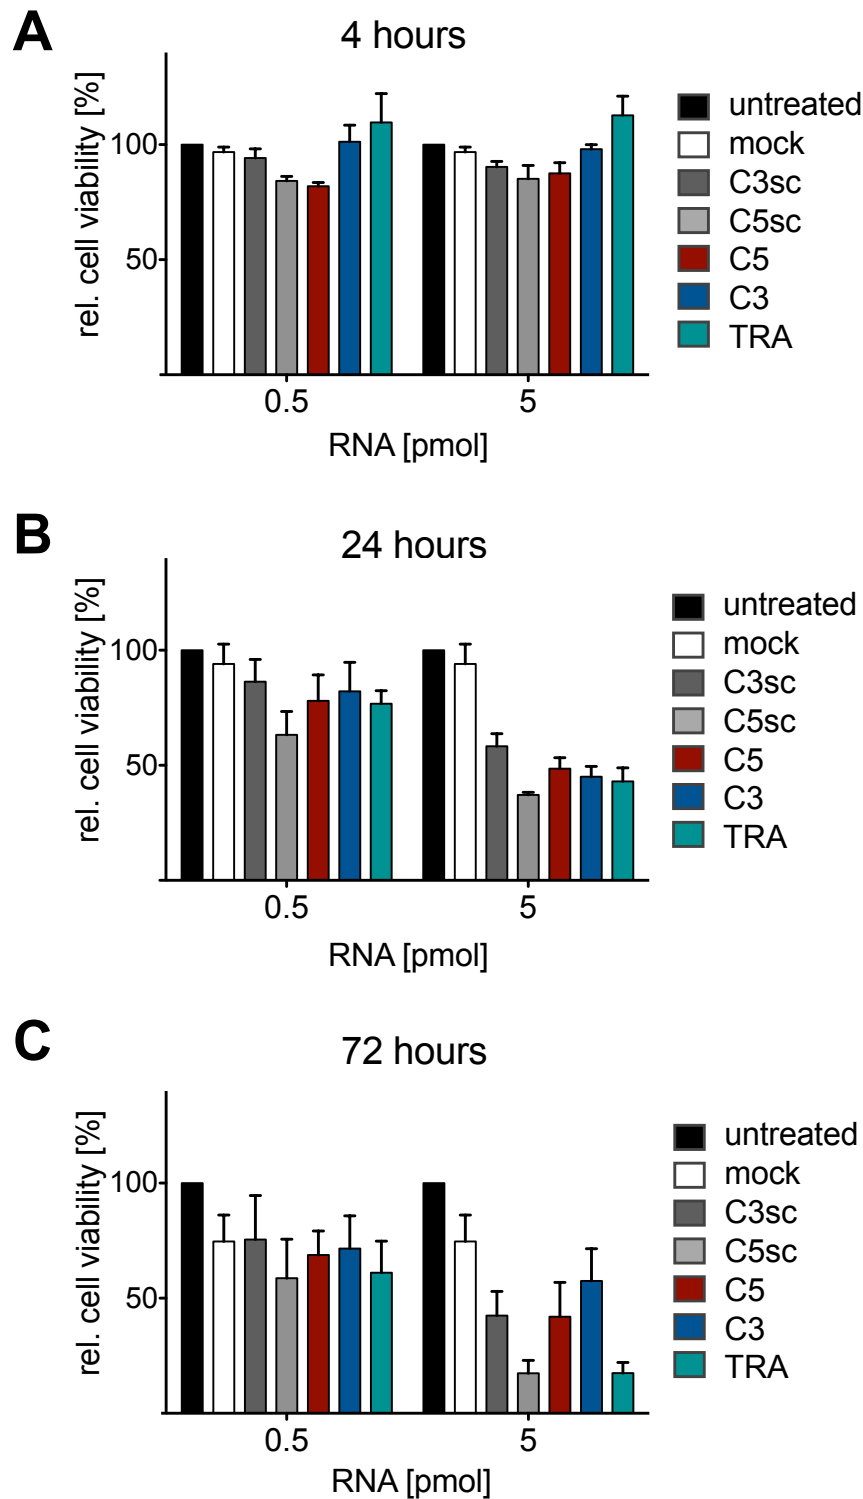 A
4 hours
rel. cell viability [%]
100
50
0.5
5
RNA [pmol]
untreated
mock
C3sc
C5sc
C5
C3
TRA
B
24 hours
rel. cell viability [%]
100
50
0.5
5
RNA [pmol]
untreated
mock
C3sc
C5sc
C5
C3
TRA
C
72 hours
rel. cell viability [%]
100
50
0.5
5
RNA [pmol]
untreated
mock
C3sc
C5sc
C5
C3
TRA